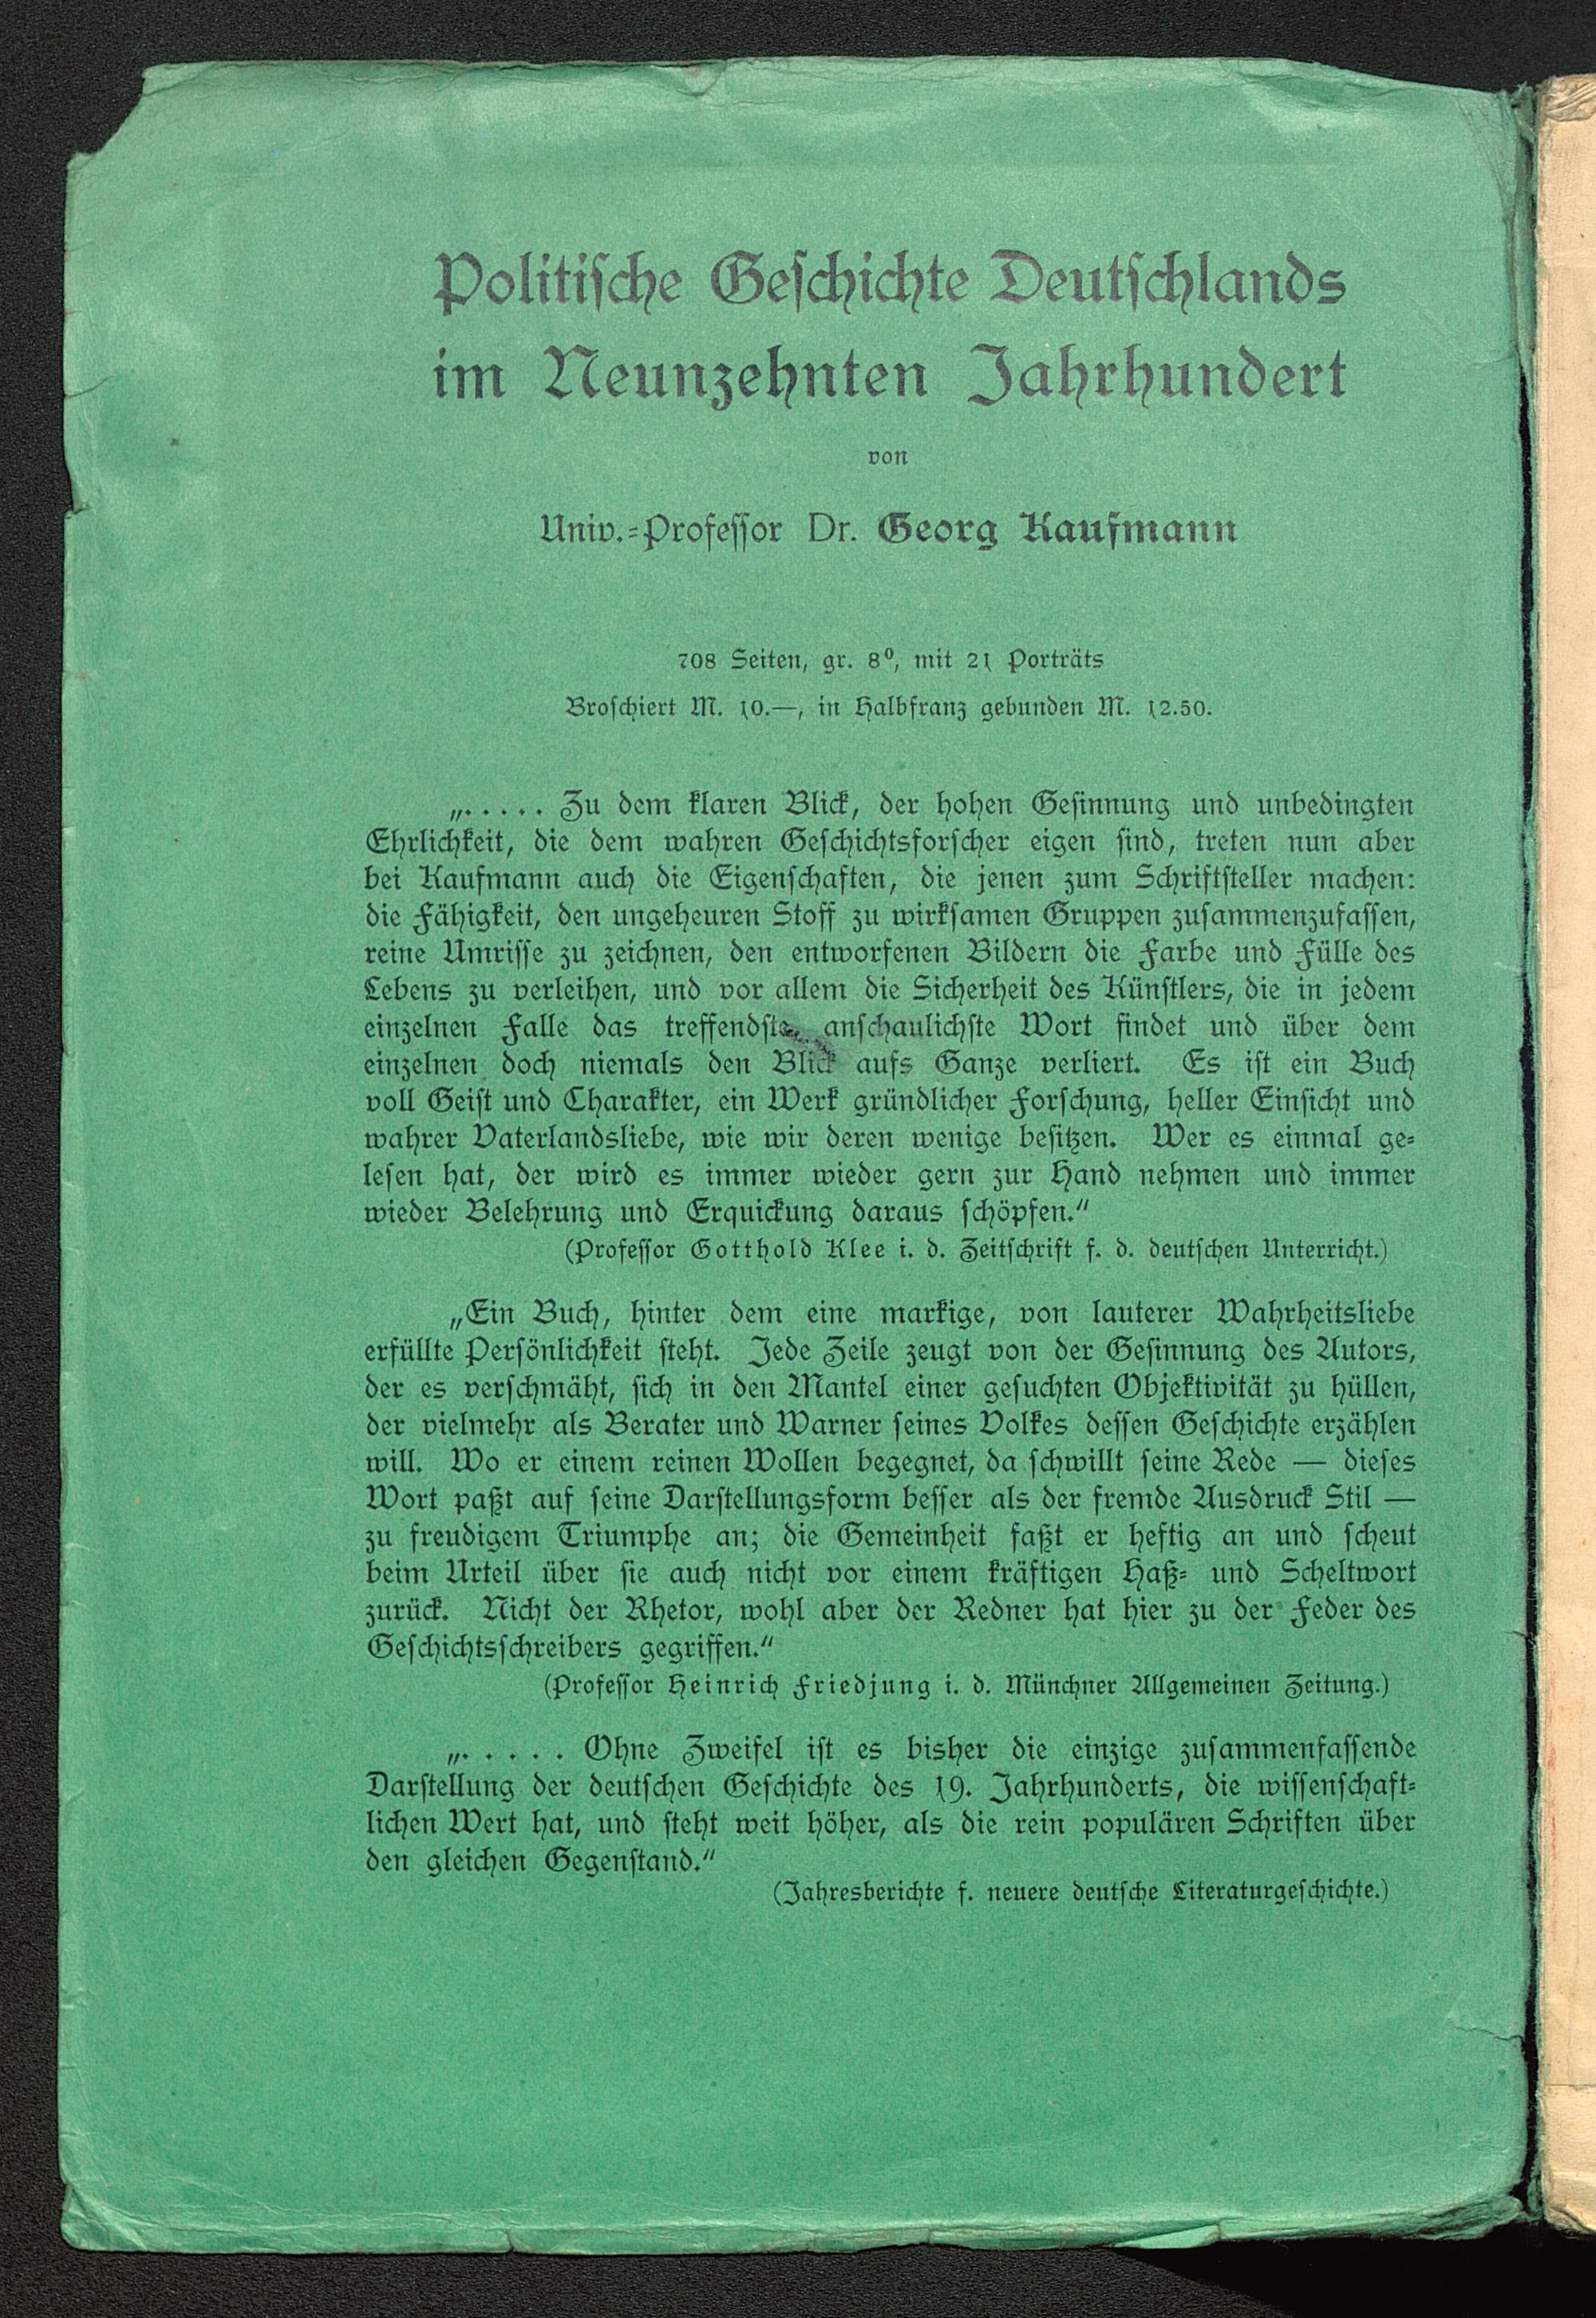 Politische Geschichte Deutschlands
im Neunzehnten Jahrhundert
von
Univ.-Professor Dr. Georg Kaufmann
708 Seiten, gr. 8⁰, mit 21 Porträts
Broschiert M. 10.—, in Halbfranz gebunden M. 12.50.
„..... Zu dem klaren Blick, der hohen Gesinnung und unbedingten
Ehrlichkeit, die dem wahren Geschichtsforscher eigen sind, treten nun aber
bei Kaufmann auch die Eigenschaften, die jenen zum Schriftsteller machen:
die Fähigkeit, den ungeheuren Stoff zu wirksamen Gruppen zusammenzufassen,
reine Umrisse zu zeichnen, den entworfenen Bildern die Farbe und Fülle des
Lebens zu verleihen, und vor allem die Sicherheit des Künstlers, die in jedem
einzelnen Falle das treffendste, anschaulichste Wort findet und über dem
einzelnen doch niemals den Blick aufs Ganze verliert. Es ist ein Buch
voll Geist und Charakter, ein Werk gründlicher Forschung, heller Einsicht und
wahrer Vaterlandsliebe, wie wir deren wenige besitzen. Wer es einmal ge-
lesen hat, der wird es immer wieder gern zur Hand nehmen und immer
wieder Belehrung und Erquickung daraus schöpfen.“
(Professor Gotthold Klee i. d. Zeitschrift f. d. deutschen Unterricht.)
„Ein Buch, hinter dem eine markige, von lauterer Wahrheitsliebe
erfüllte Persönlichkeit steht. Jede Zeile zeugt von der Gesinnung des Autors,
der es verschmäht, sich in den Mantel einer gesuchten Objektivität zu hüllen,
der vielmehr als Berater und Warner seines Volkes dessen Geschichte erzählen
will. Wo er einem reinen Wollen begegnet, da schwillt seine Rede — dieses
Wort paßt auf seine Darstellungsform besser als der fremde Ausdruck Stil —
zu freudigem Triumphe an; die Gemeinheit faßt er heftig an und scheut
beim Urteil über sie auch nicht vor einem kräftigen Haß- und Scheltwort
zurück. Nicht der Rhetor, wohl aber der Redner hat hier zu der Feder des
Geschichtsschreibers gegriffen.“
(Professor Heinrich Friedjung i. d. Münchner Allgemeinen Zeitung.)
„..... Ohne Zweifel ist es bisher die einzige zusammenfassende
Darstellung der deutschen Geschichte des 19. Jahrhunderts, die wissenschaft-
lichen Wert hat, und steht weit höher, als die rein populären Schriften über
den gleichen Gegenstand.“
(Jahresberichte f. neuere deutsche Literaturgeschichte.)